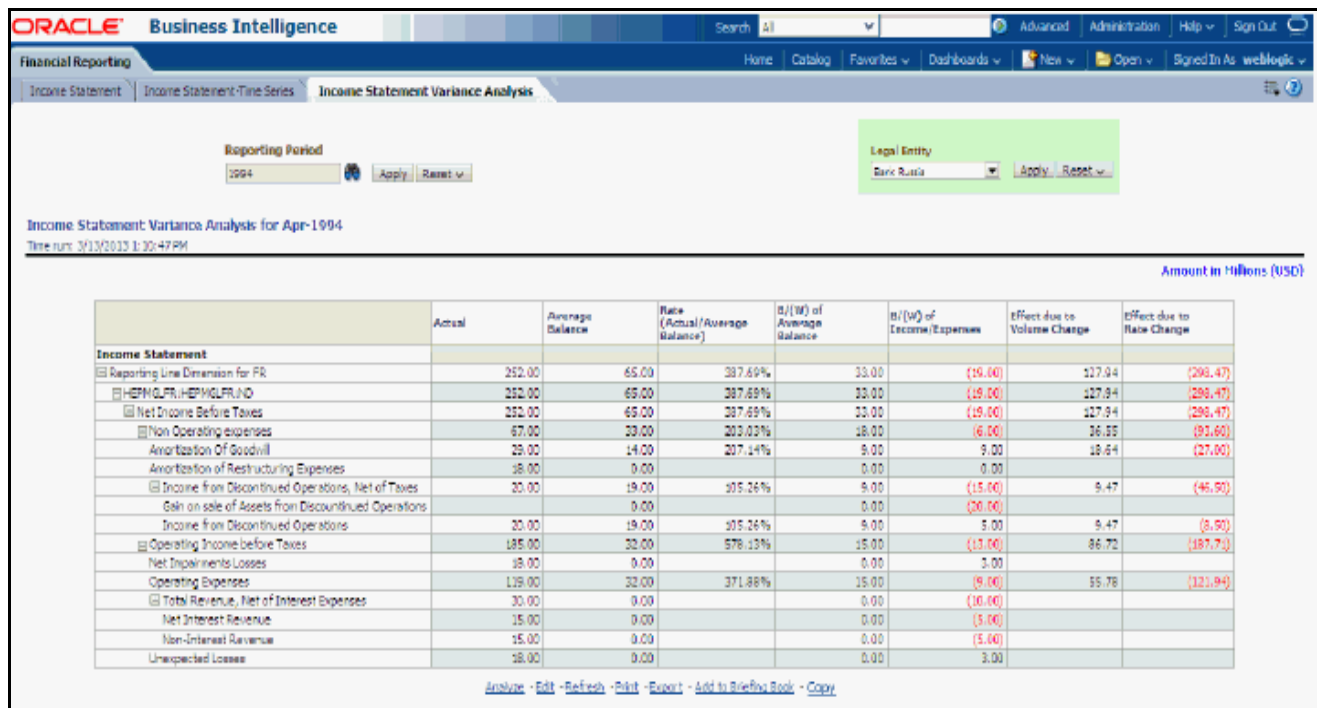 ORACLE Business Intelligence Search All Advanced Administration Help Sign Out
Financial Reporting Home Catalog Favorites Dashboards New Open Signed In As weblogic
Income Statement Income Statement-Time Series Income Statement Variance Analysis
Reporting Period
1994 Apply Reset
Legal Entity
Bank Russia Apply Reset
Income Statement Variance Analysis for Apr-1994
Time run: 3/13/2013
Amount in Millions (USD)
Actual Average Balance Rate (Actual/Average Balance) B/(W) of Average Balance B/(W) of Income/Expenses Effect due to Volume Change Effect due to Rate Change
Income Statement
Reporting Line Dimension for FR 252.00 65.00 387.69% 33.00 (19.00) 127.94 (298.47)
252.00 65.00 387.69% 33.00 (19.00) 127.94 (298.47)
Net Income Before Taxes 252.00 65.00 387.69% 33.00 (19.00) 127.94 (298.47)
Non Operating expenses 67.00 33.00 203.03% 18.00 (6.00) 36.55 (93.60)
Amortization Of Goodwill 29.00 14.00 207.14% 9.00 9.00 18.64 (27.00)
Amortization of Restructuring Expenses 18.00 0.00 0.00 0.00
Income from Discontinued Operations, Net of Taxes 20.00 19.00 105.26% 9.00 (15.00) 9.47 (46.50)
Gain on sale of Assets from Discountinued Operations 0.00 0.00 (20.00)
Income from Discontinued Operations 20.00 19.00 105.26% 9.00 5.00 9.47 (8.50)
Operating Income before Taxes 185.00 32.00 578.13% 15.00 (13.00) 86.72 (187.71)
Net Impairments Losses 18.00 0.00 0.00 3.00
Operating Expenses 119.00 32.00 371.88% 15.00 (9.00) 55.78 (121.94)
Total Revenue, Net of Interest Expenses 30.00 0.00 0.00 (10.00)
Net Interest Revenue 15.00 0.00 0.00 (5.00)
Non-Interest Revenue 15.00 0.00 0.00 (5.00)
Unexpected Losses 18.00 0.00 0.00 3.00
Analyze - Edit - Refresh - Print - Export - Add to Briefing Book - Copy